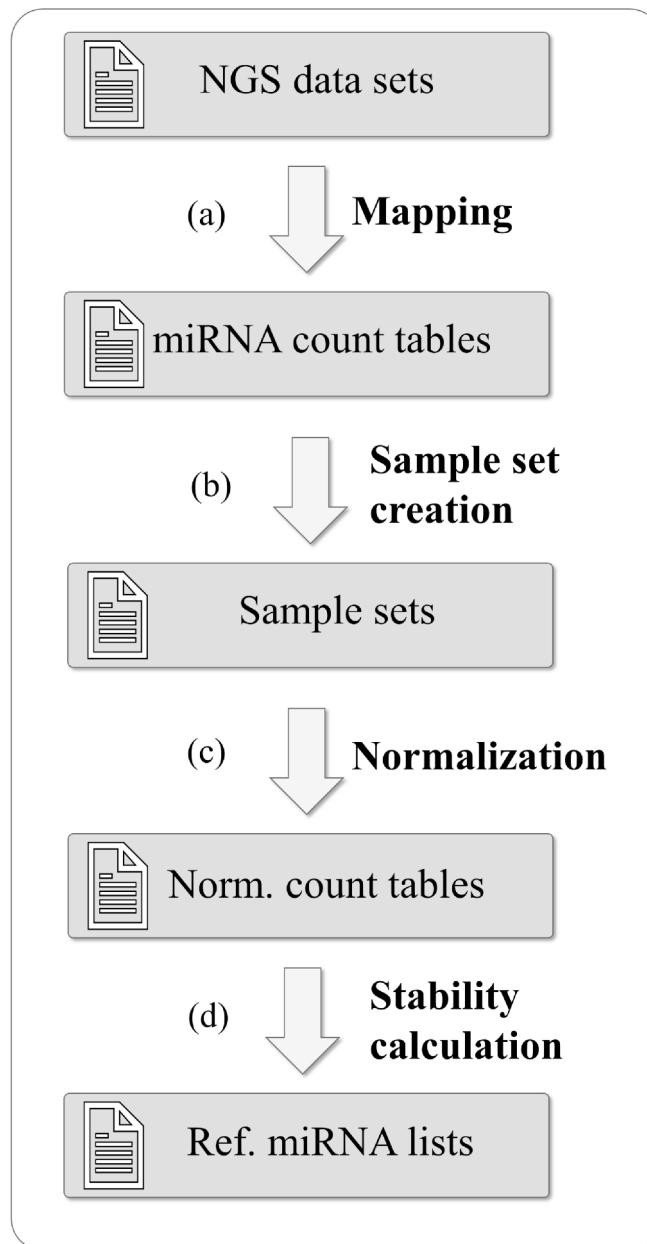 NGS data sets
(a) Mapping
miRNA count tables
(b) Sample set
creation
Sample sets
(c) Normalization
Norm. count tables
(d) Stability
calculation
Ref. miRNA lists